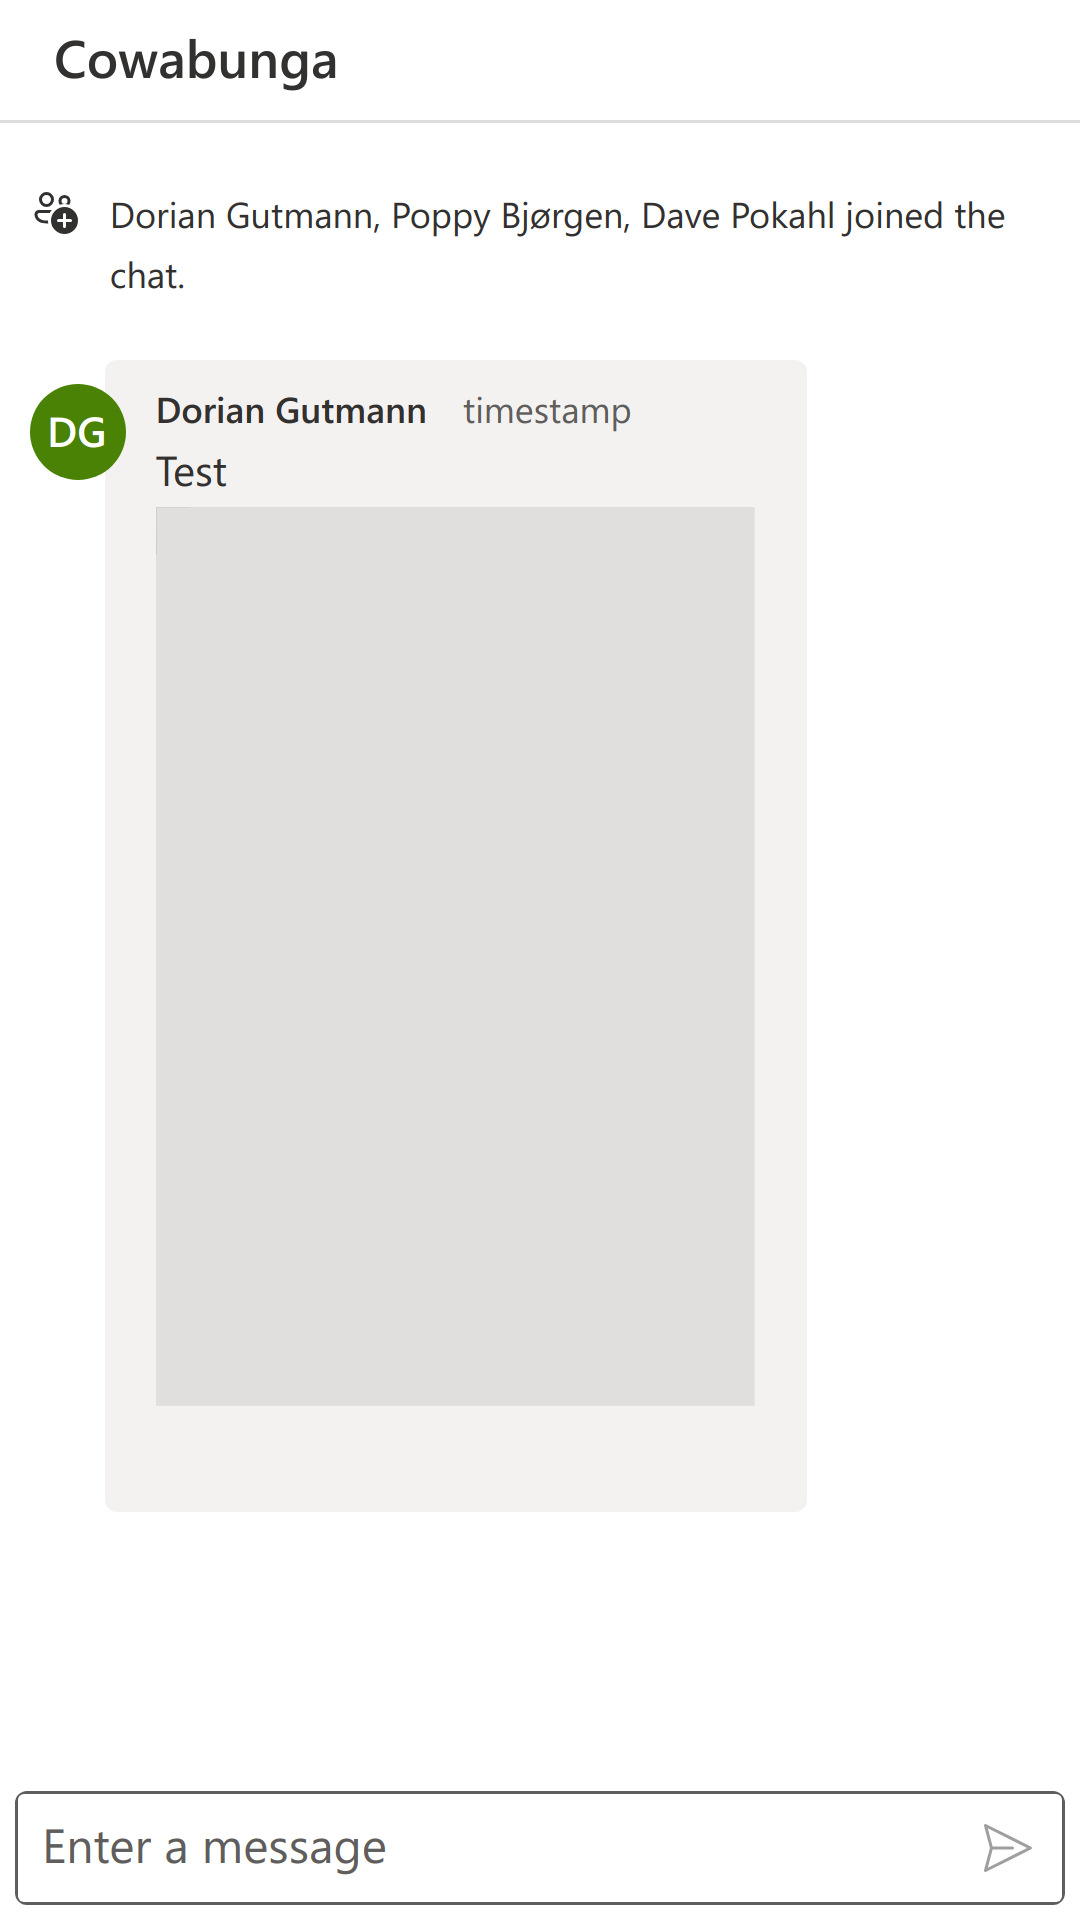 Cowabunga
Dorian Gutmann, Poppy Bjørgen, Dave Pokahl joined the
chat.
DG
Dorian Gutmann timestamp
Test
Enter a message